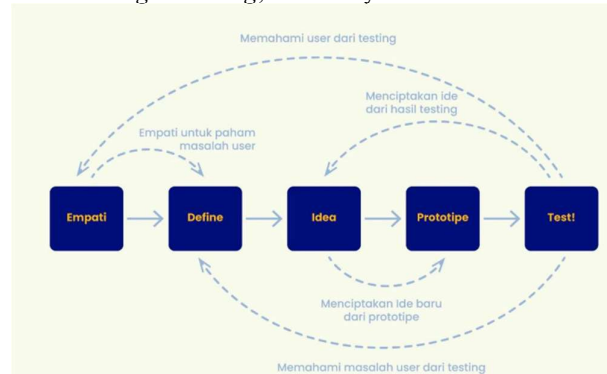 Memahami user dari testing
Menciptakan ide
dari hasil testing
Empati untuk paham
masalah user
Empati
Define
Idea
Prototipe
Test!
Menciptakan Ide baru
dari prototipe
Memahami masalah user dari testing